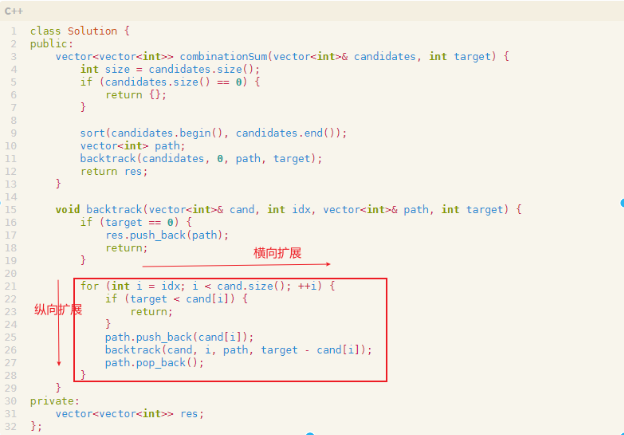 C++
1 class Solution {
2 public:
3     vector<vector<int>> combinationSum(vector<int>& candidates, int target) {
4         int size = candidates.size();
5         if (candidates.size() == 0) {
6             return {};
7         }
8
9         sort(candidates.begin(), candidates.end());
10         vector<int> path;
11         backtrack(candidates, 0, path, target);
12         return res;
13     }
14
15     void backtrack(vector<int>& cand, int idx, vector<int>& path, int target) {
16         if (target == 0) {
17             res.push_back(path);
18             return;
19         }
横向扩展
20
21         for (int i = idx; i < cand.size(); ++i) {
22             if (target < cand[i]) {
纵向扩展
23                 return;
24             }
25             path.push_back(cand[i]);
26             backtrack(cand, i, path, target - cand[i]);
27             path.pop_back();
28         }
29     }
30 private:
31     vector<vector<int>> res;
32 };